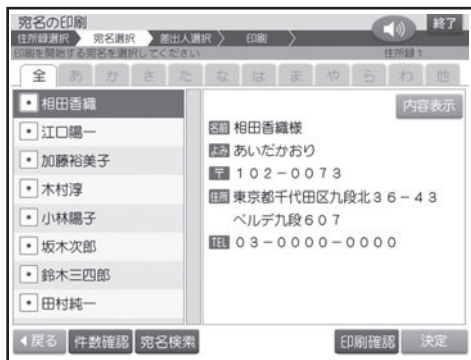 宛名の印刷
終了
住所録選択 宛名選択 差出人選択 印刷
印刷を開始する宛名を選択してください 住所録1
全 あ か さ た な は ま や ら わ 他
相田香織
江口陽一
加藤裕美子
木村淳
小林陽子
坂木次郎
鈴木三四郎
田村純一
内容表示
名前 相田香織様
よみ あいだかおり
〒 102-0073
住所 東京都千代田区九段北36-43
ベルデ九段607
TEL 03-0000-0000
戻る 件数確認 宛名検索 印刷確認 決定